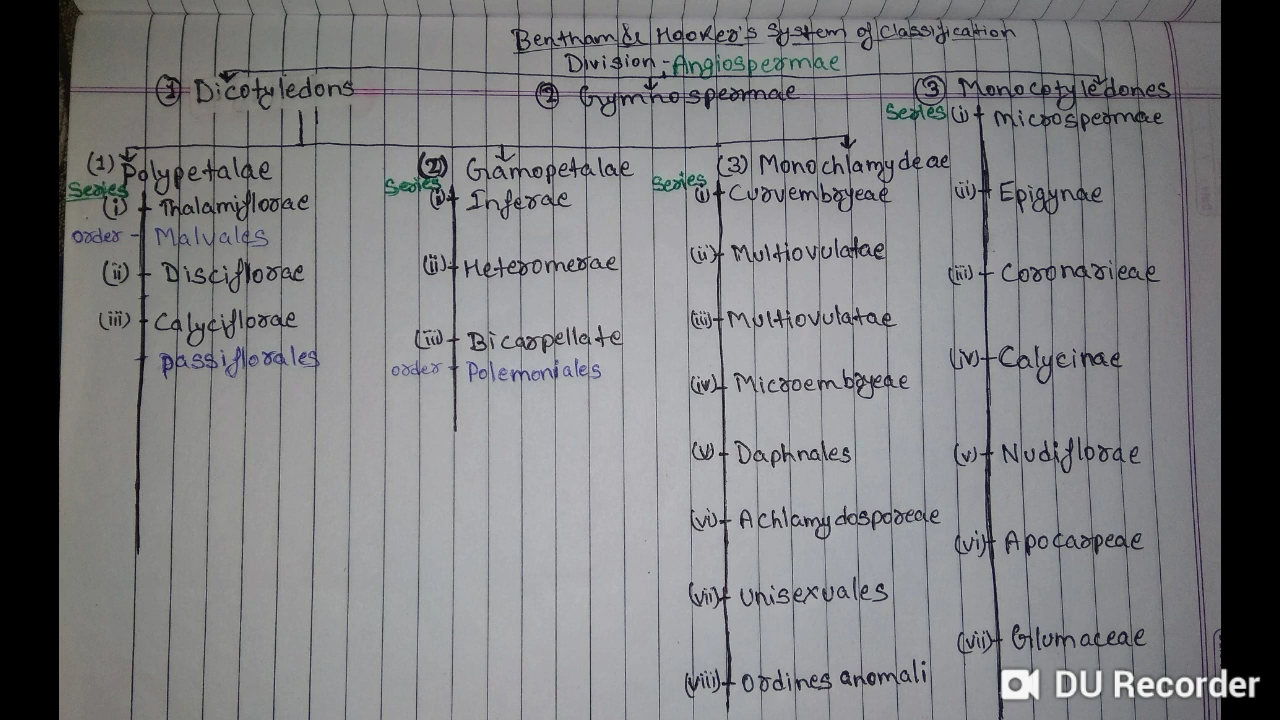 Bentham & Hooker's System of Classification
Division:- Angiospermae
① Dicotyledons
② Gymnospermae
③ Monocotyledones
(1) Polypetalae
Series
(i) Thalamiflorae
order - Malvales
(ii) Disciflorae
(iii) Calyciflorae
passiflorales
(2) Gamopetalae
Series
(i) Inferae
(ii) Heteromerae
(iii) Bicarpellate
order - Polemoniales
(3) Monochlamydeae
Series
(i) Curvembryeae
(ii) Multiovulatae
(iii) Multiovulatae
(iv) Microembryeae
(v) Daphnales
(vi) Achlamydosporeae
(vii) unisexuales
(viii) ordines anomali
Series (i) Microspermae
(ii) Epigynae
(iii) Coronarieae
(iv) Calycinae
(v) Nudiflorae
(vi) Apocarpeae
(vii) Glumaceae
DU Recorder